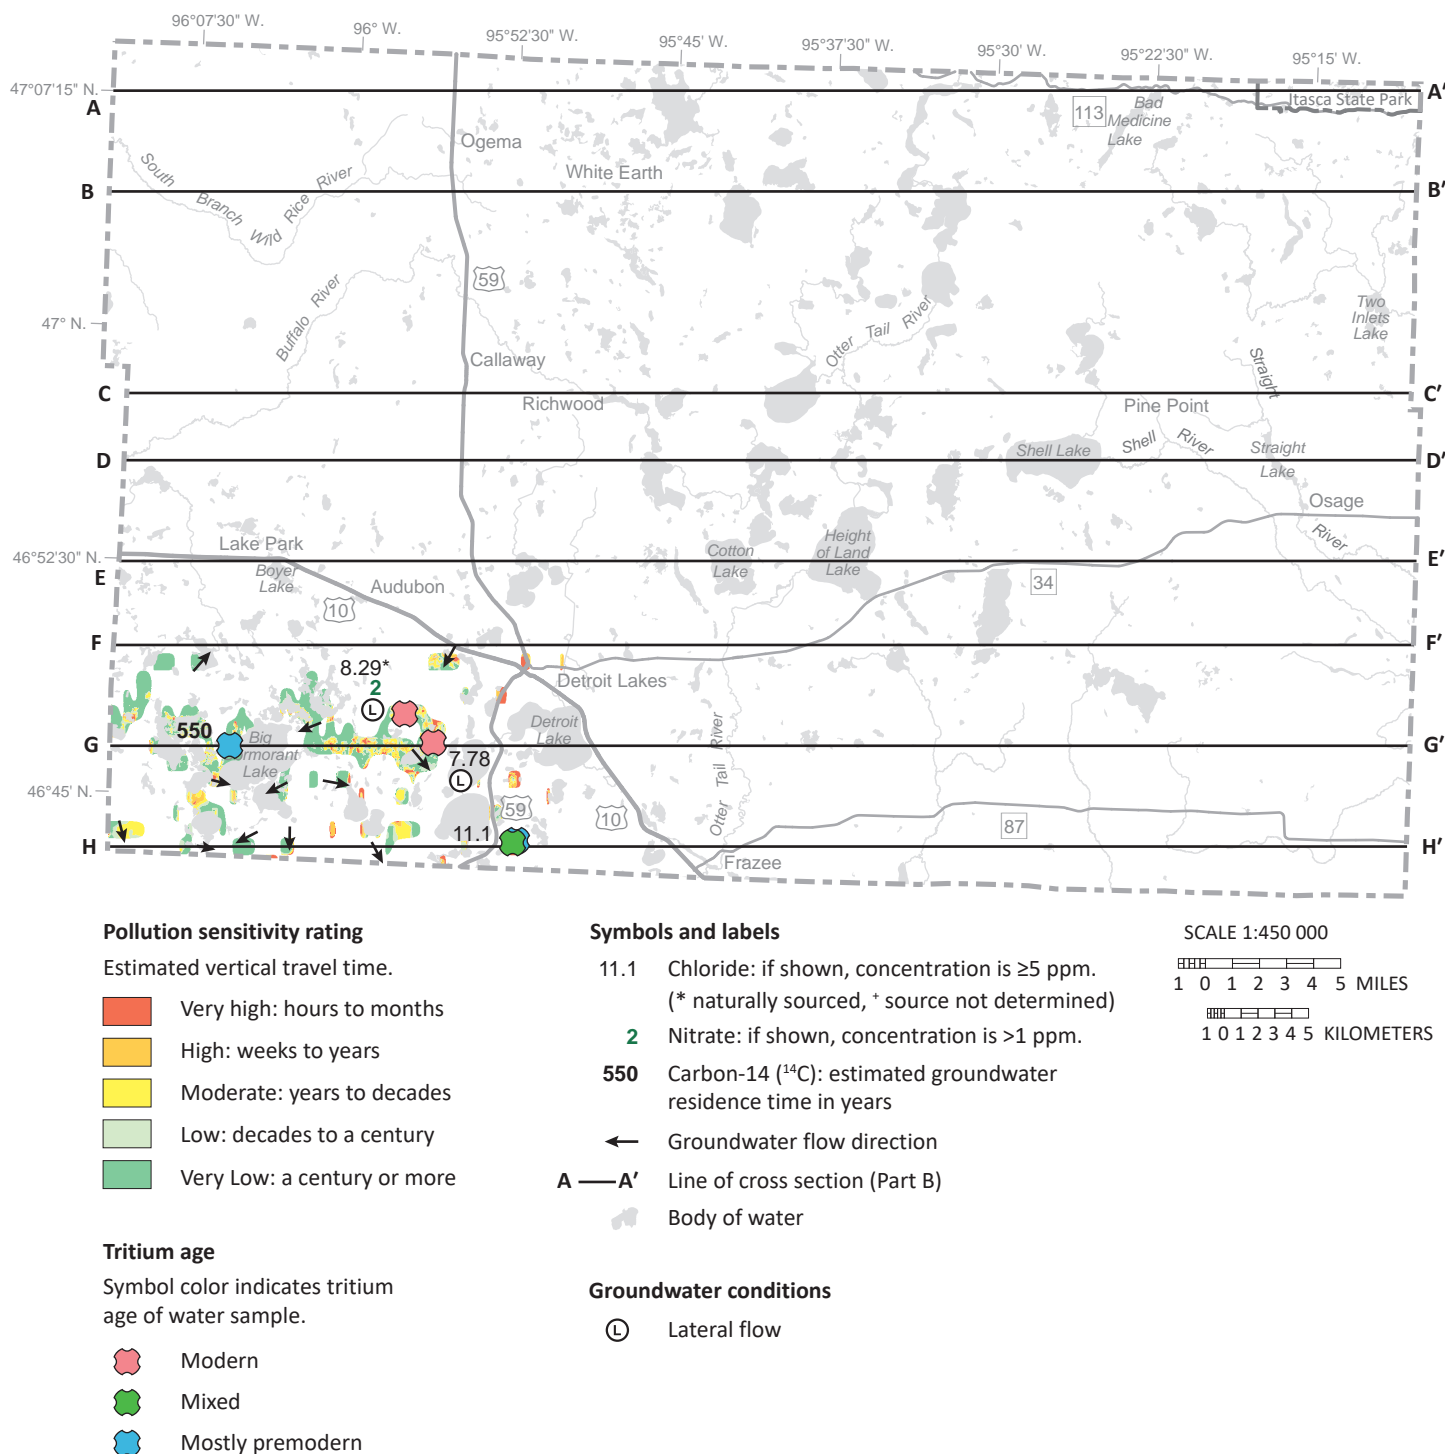 96°07'30" W.
96° W.
95°52'30" W.
95°45' W.
95°37'30" W.
95°30' W.
95°22'30" W.
95°15' W.
47°07'15" N.
A
A′
Itasca State Park
113
Bad
Medicine
Lake
Ogema
South
Branch
Wild
Rice
River
White Earth
B
B′
59
Buffalo
River
47° N.
Otter
Tail
River
Two
Inlets
Lake
Callaway
Straight
C
C′
Richwood
Pine Point
D
D′
Shell Lake
Shell
River
Straight
Lake
Osage
River
Lake Park
46°52'30" N.
E
E′
Boyer
Lake
Audubon
10
Cotton
Lake
Height
of Land
Lake
34
F
F′
8.29*
2
L
Detroit Lakes
Detroit
Lake
550
Big
ormorant
Lake
G
G′
7.78
L
Otter
Tail
River
46°45' N.
59
10
87
11.1
H
H′
Frazee
Pollution sensitivity rating
Estimated vertical travel time.
Very high: hours to months
High: weeks to years
Moderate: years to decades
Low: decades to a century
Very Low: a century or more
Tritium age
Symbol color indicates tritium
age of water sample.
Modern
Mixed
Mostly premodern
Symbols and labels
11.1 Chloride: if shown, concentration is ≥5 ppm.
(* naturally sourced, + source not determined)
2 Nitrate: if shown, concentration is >1 ppm.
550 Carbon-14 (14C): estimated groundwater
residence time in years
Groundwater flow direction
A — A′ Line of cross section (Part B)
Body of water
Groundwater conditions
L Lateral flow
SCALE 1:450 000
1 0 1 2 3 4 5 MILES
1 0 1 2 3 4 5 KILOMETERS